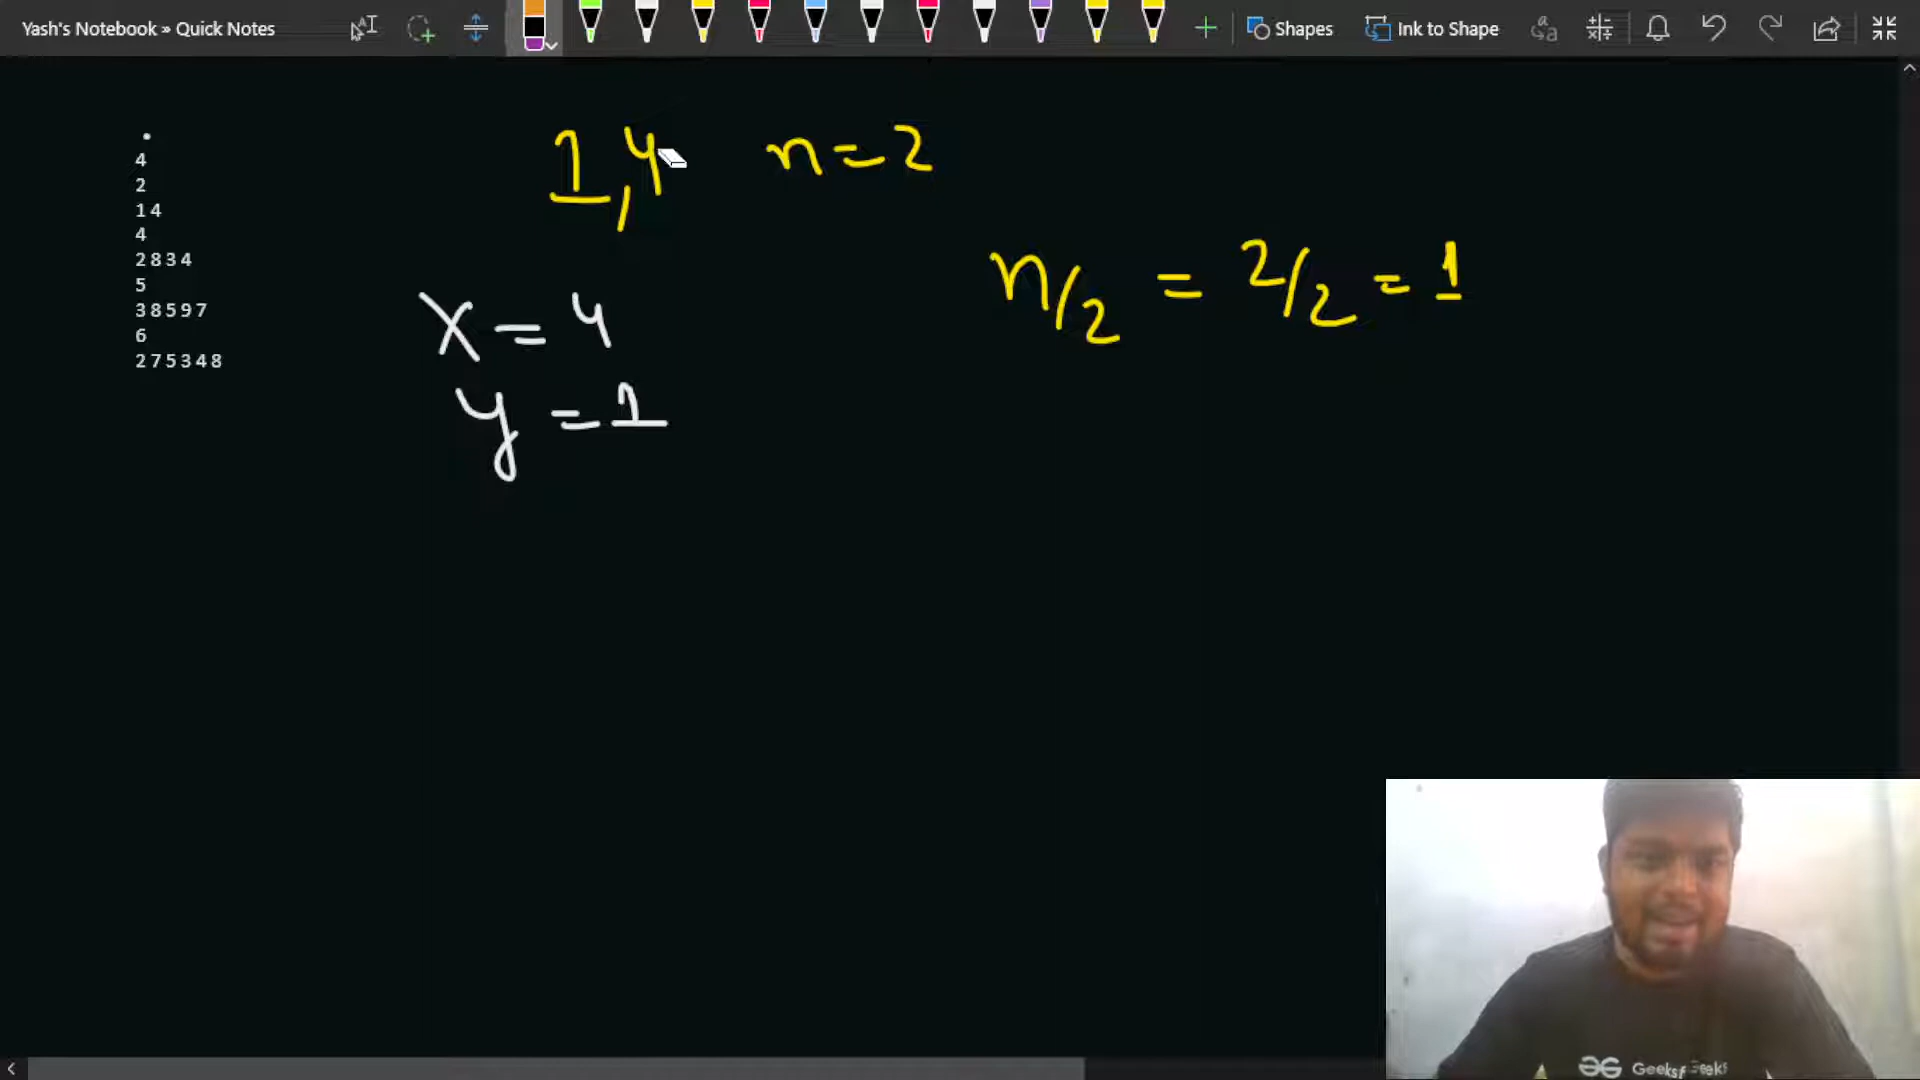 Yash's Notebook » Quick Notes
Shapes
Ink to Shape
4
2
1 4
4
2 8 3 4
5
3 8 5 9 7
6
2 7 5 3 4 8
1,4 n=2
n/2 = 2/2 = 1
x=4
y=1